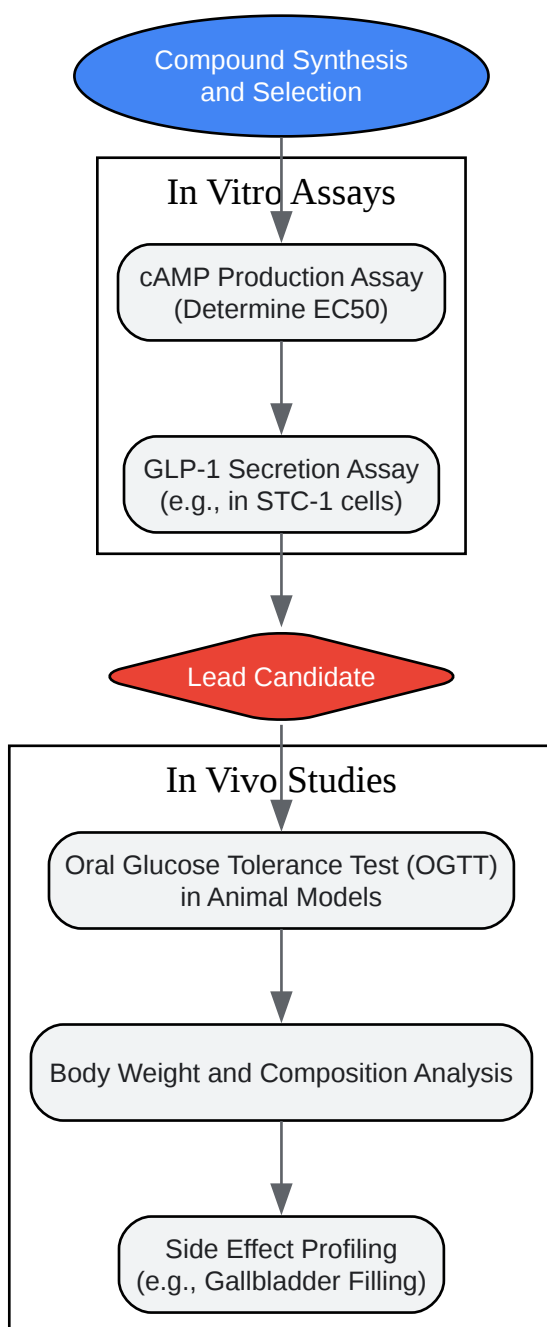 Compound Synthesis
and Selection
In Vitro Assays
cAMP Production Assay
(Determine EC50)
GLP-1 Secretion Assay
(e.g., in STC-1 cells)
Lead Candidate
In Vivo Studies
Oral Glucose Tolerance Test (OGTT)
in Animal Models
Body Weight and Composition Analysis
Side Effect Profiling
(e.g., Gallbladder Filling)